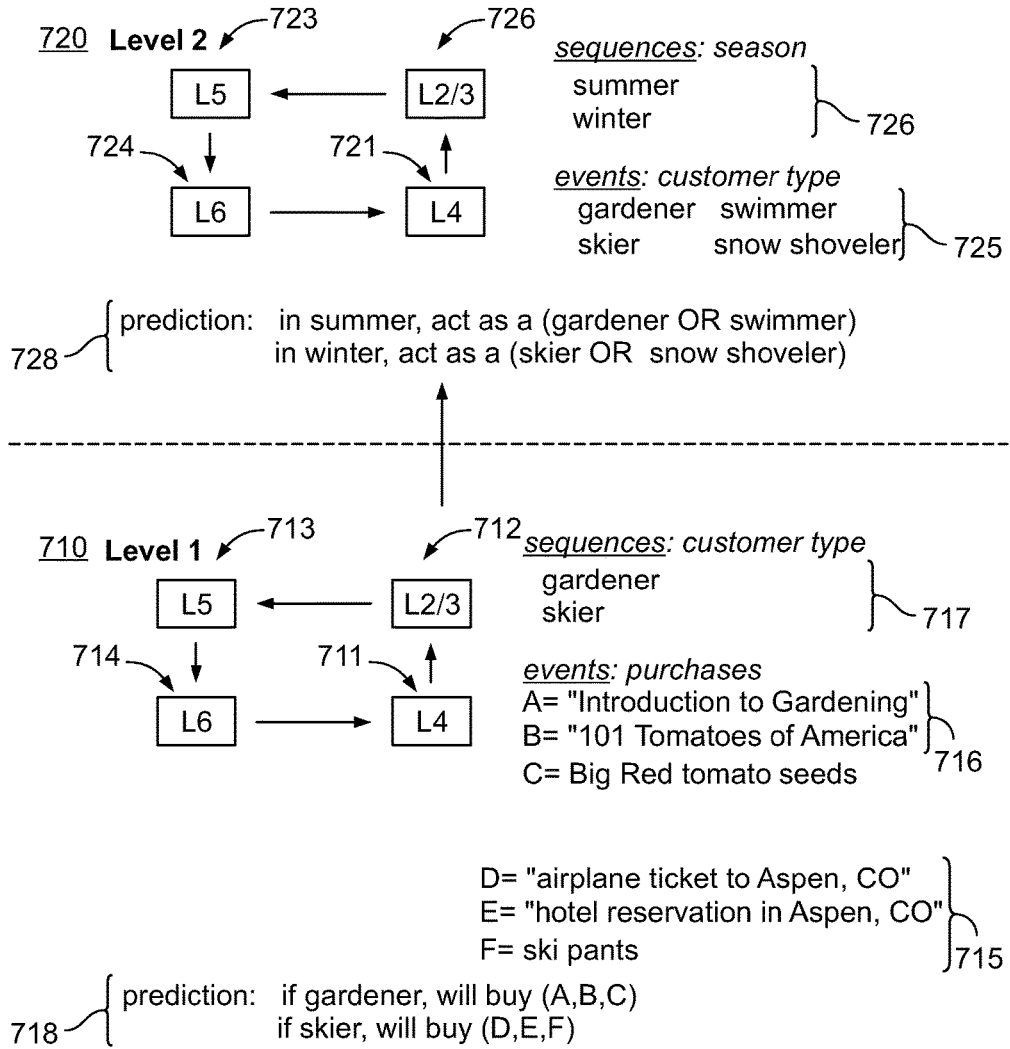 723 726
720 Level 2
sequences: season
L5 L2/3 summer
winter 726
724 721
events: customer type
L6 L4 gardener swimmer
skier snow shoveler 725
prediction: in summer, act as a (gardener OR swimmer)
728 in winter, act as a (skier OR snow shoveler)
713 712
710 Level 1 sequences: customer type
gardener
L5 L2/3 skier 717
714 711
events: purchases
L6 L4 A= "Introduction to Gardening"
B= "101 Tomatoes of America" 716
C= Big Red tomato seeds
D= "airplane ticket to Aspen, CO"
E= "hotel reservation in Aspen, CO"
F= ski pants 715
prediction: if gardener, will buy (A,B,C)
718 if skier, will buy (D,E,F)